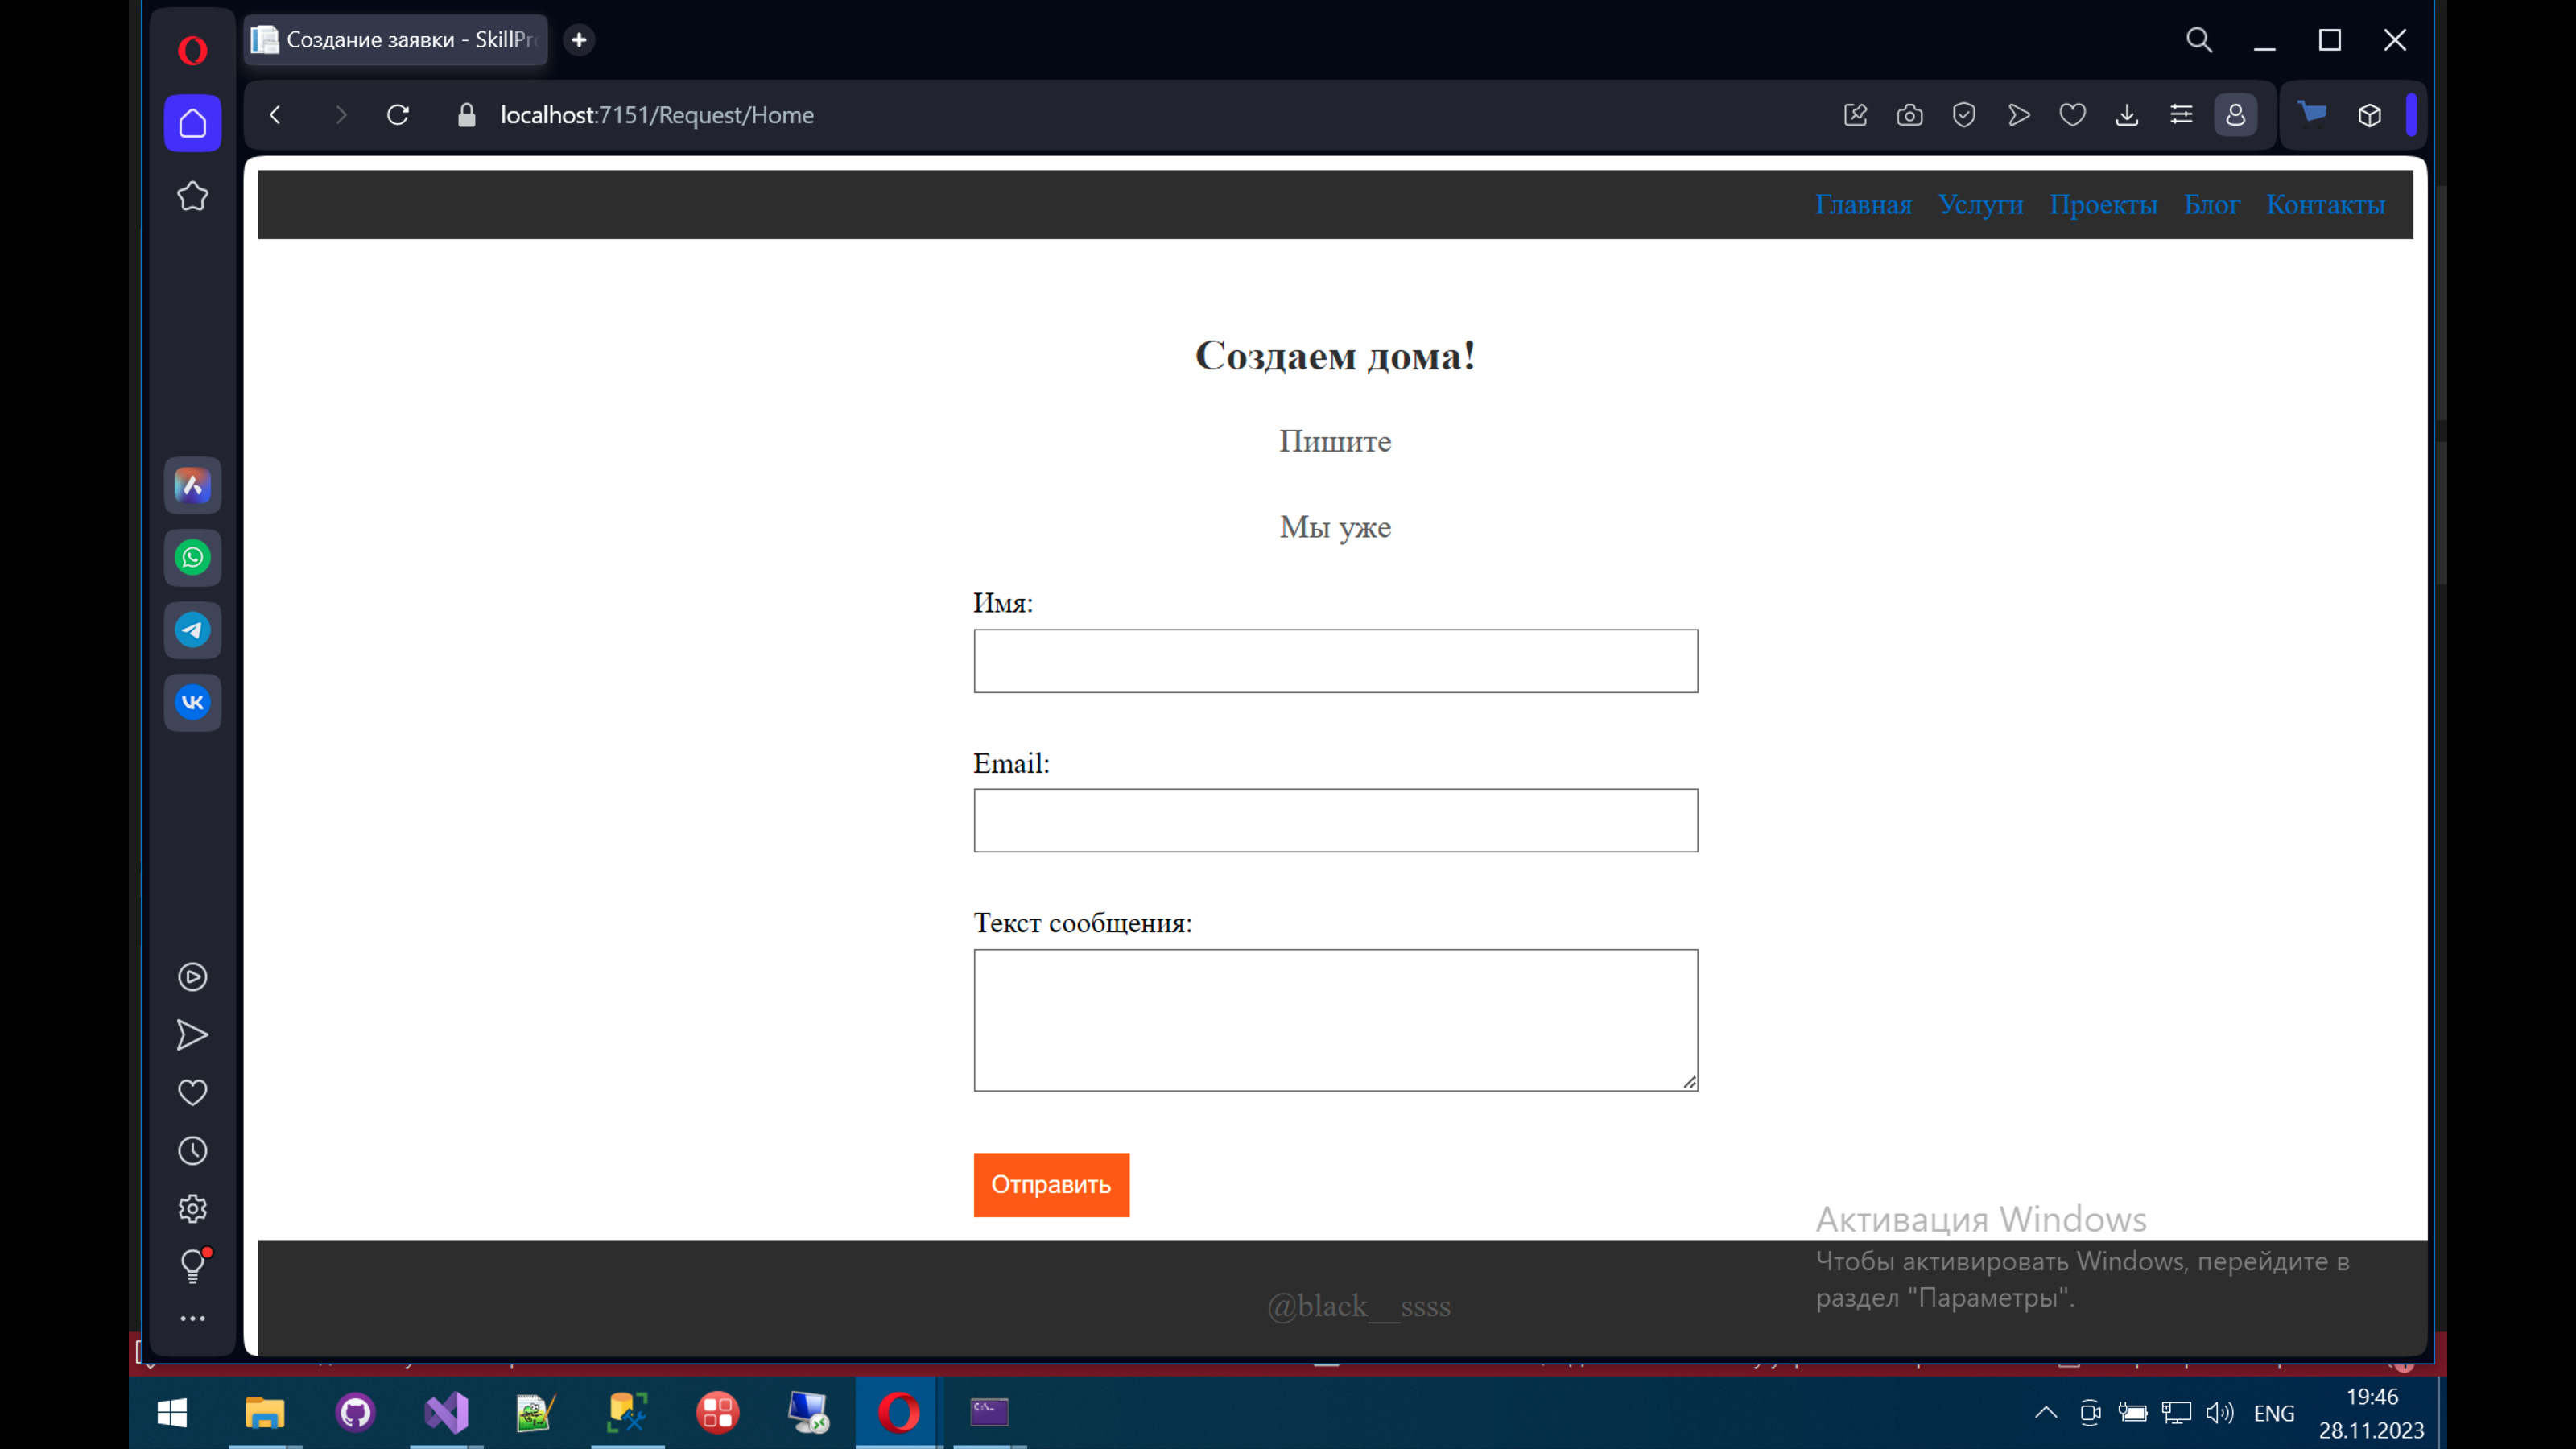 Создание заявки - SkillPr
localhost:7151/Request/Home
Главная Услуги Проекты Блог Контакты
Создаем дома!
Пишите
Мы уже
Имя:
Email:
Текст сообщения:
Отправить
Активация Windows
Чтобы активировать Windows, перейдите в
раздел "Параметры".
@black__ssss
ENG
19:46
28.11.2023